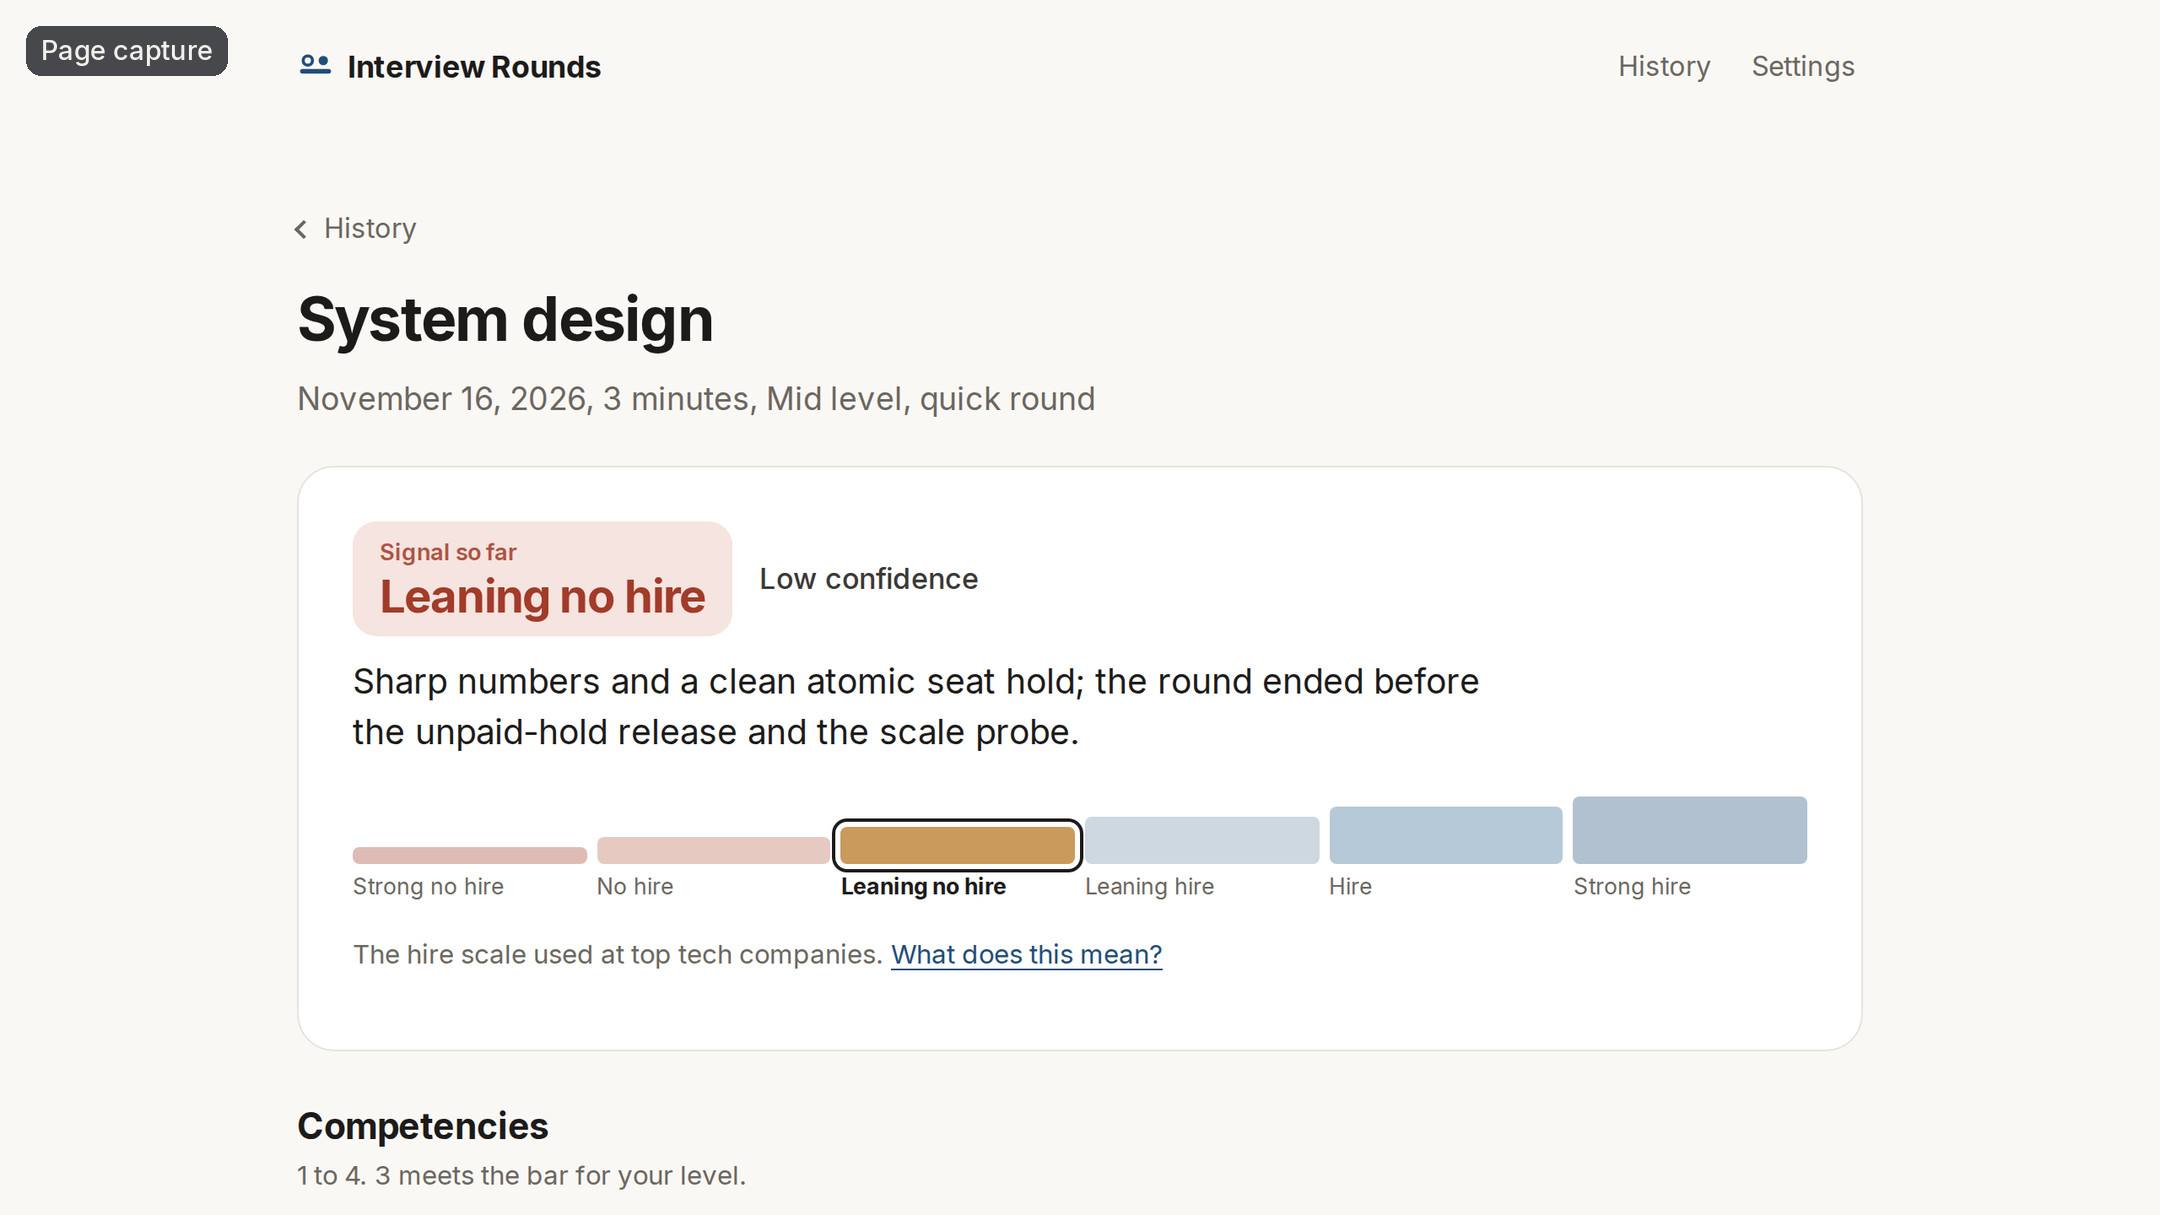 Page capture
Interview Rounds
History
Settings
History
System design
November 16, 2026, 3 minutes, Mid level, quick round
Signal so far
Leaning no hire
Low confidence
Sharp numbers and a clean atomic seat hold; the round ended before
the unpaid-hold release and the scale probe.
Strong no hire
No hire
Leaning no hire
Leaning hire
Hire
Strong hire
The hire scale used at top tech companies. What does this mean?
Competencies
1 to 4. 3 meets the bar for your level.